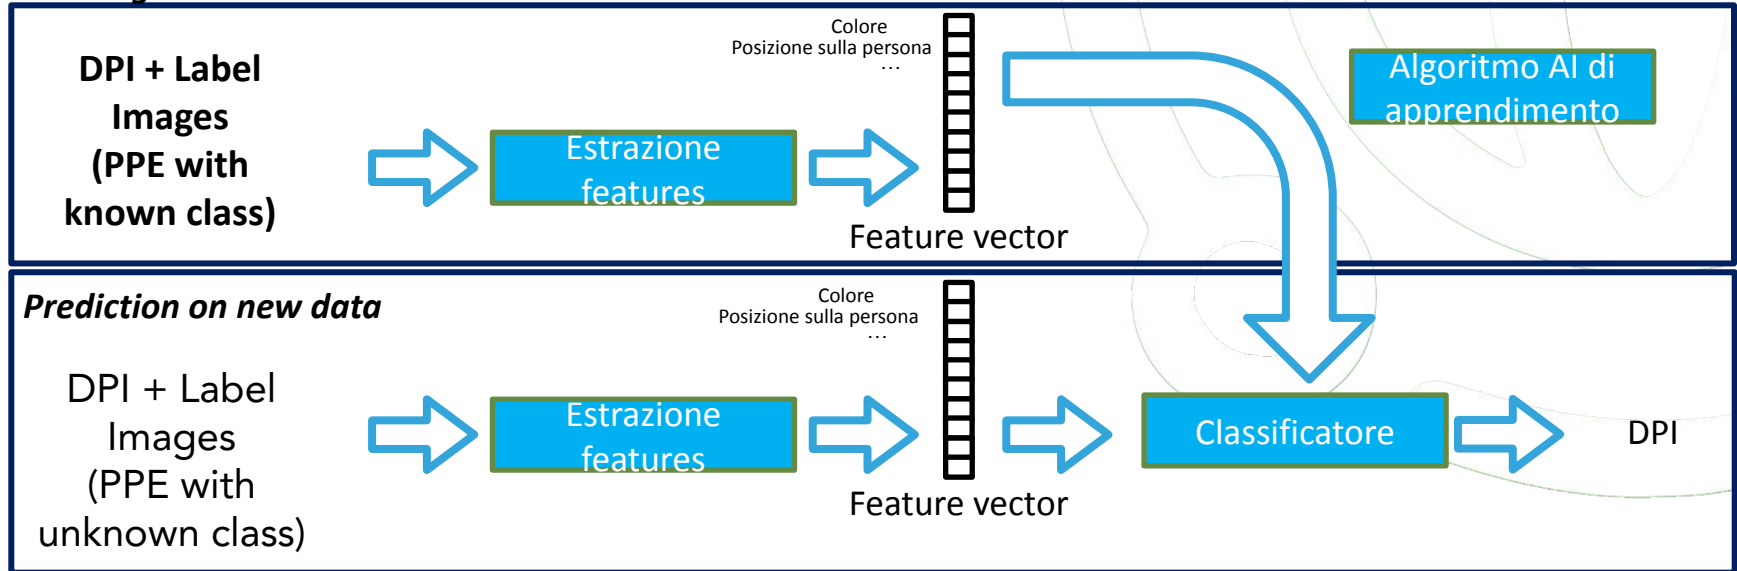 Colore
Posizione sulla persona
...
DPI + Label
Images
(PPE with
known class)
Estrazione
features
Feature vector
Algoritmo AI di
apprendimento
Prediction on new data
Colore
Posizione sulla persona
...
DPI + Label
Images
(PPE with
unknown class)
Estrazione
features
Feature vector
Classificatore
DPI